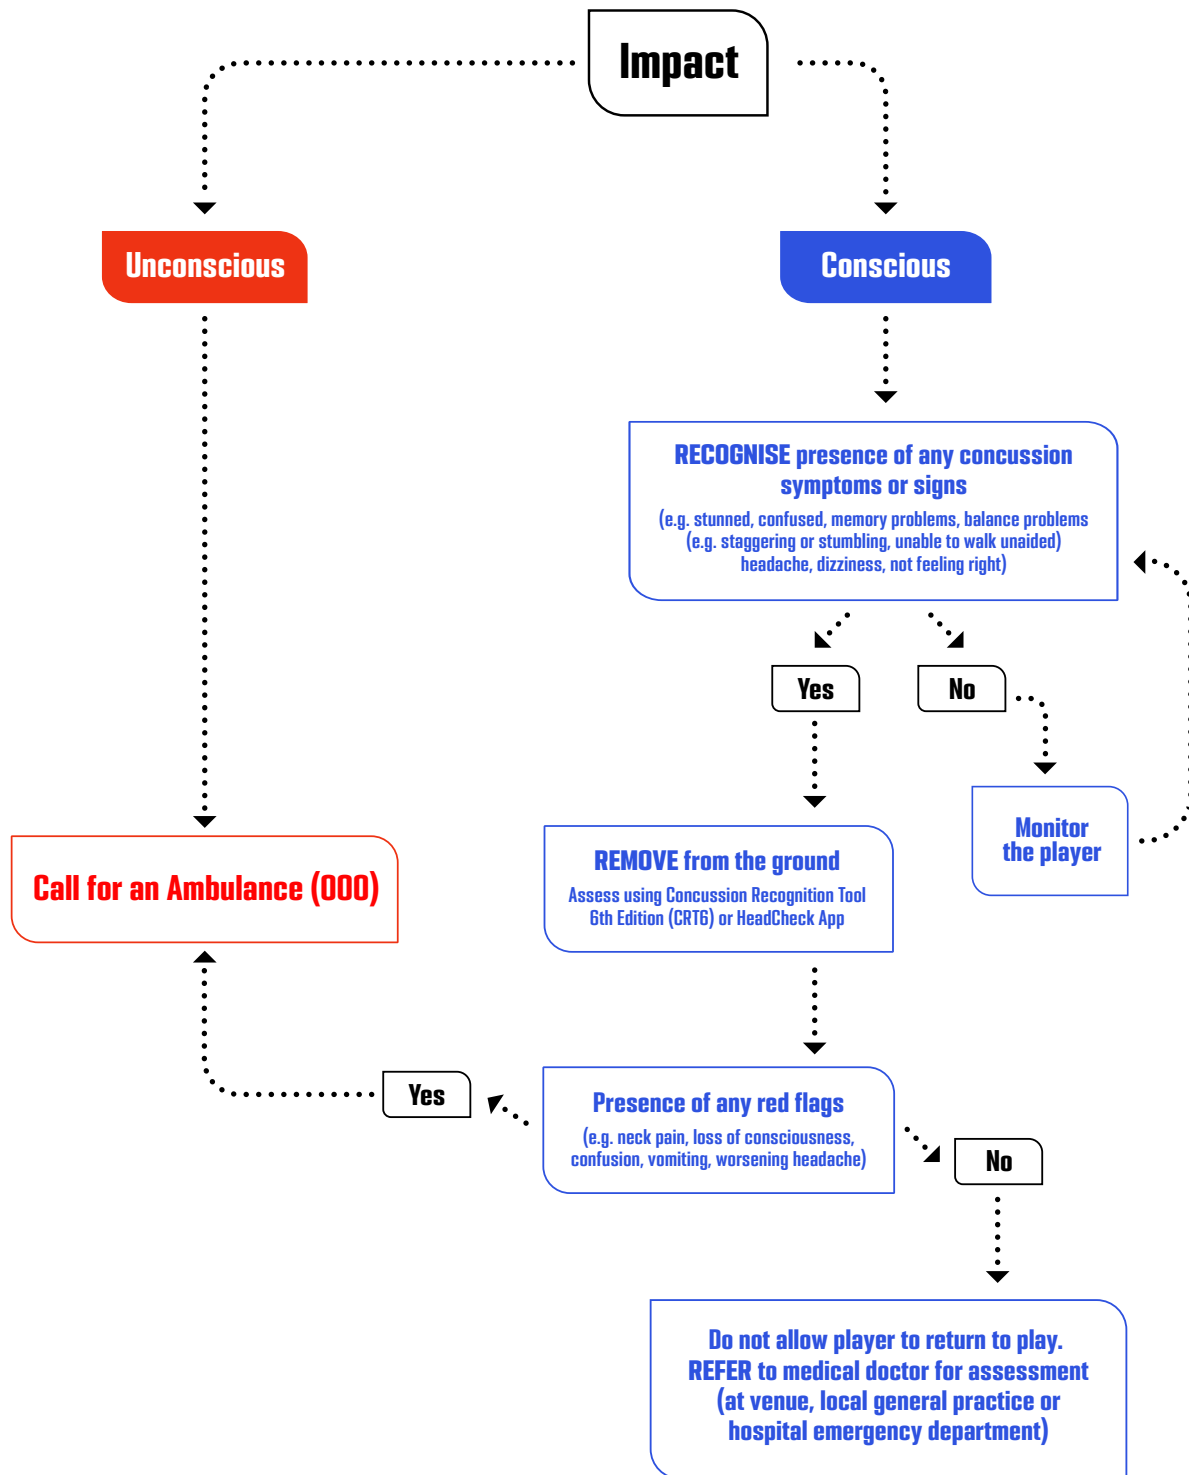 Impact
Unconscious
Conscious
RECOGNISE presence of any concussion
symptoms or signs
(e.g. stunned, confused, memory problems, balance problems
(e.g. staggering or stumbling, unable to walk unaided)
headache, dizziness, not feeling right)
Yes
No
Monitor
the player
REMOVE from the ground
Assess using Concussion Recognition Tool
6th Edition (CRT6) or HeadCheck App
Call for an Ambulance (000)
Presence of any red flags
(e.g. neck pain, loss of consciousness,
confusion, vomiting, worsening headache)
Yes
No
Do not allow player to return to play.
REFER to medical doctor for assessment
(at venue, local general practice or
hospital emergency department)